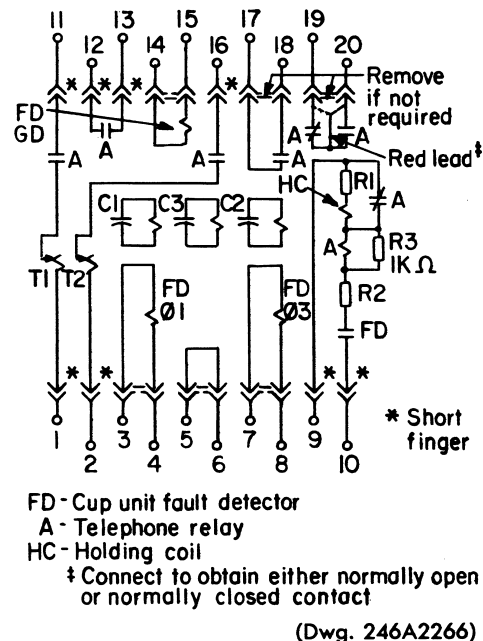 11 13 15 17 19
12 14 16 18 20
* * * *
Remove
if not
required
FD
GD
A
A
A
A
A
A
Red lead‡
HC
R1
A
C1 C3 C2
A
R3
1KΩ
T1 T2
FD
Ø1
FD
Ø3
R2
FD
* * * *
1 3 5 7 9
2 4 6 8 10
* Short
finger
FD - Cup unit fault detector
A - Telephone relay
HC - Holding coil
‡ Connect to obtain either normally open
or normally closed contact
(Dwg. 246A2266)